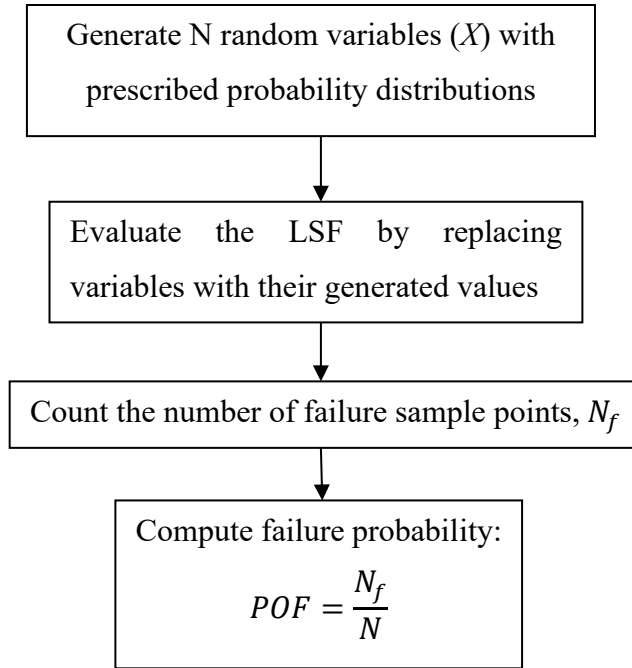 Generate N random variables (X) with
prescribed probability distributions
Evaluate the LSF by replacing
variables with their generated values
Count the number of failure sample points, N_f
Compute failure probability:
POF = N_f / N